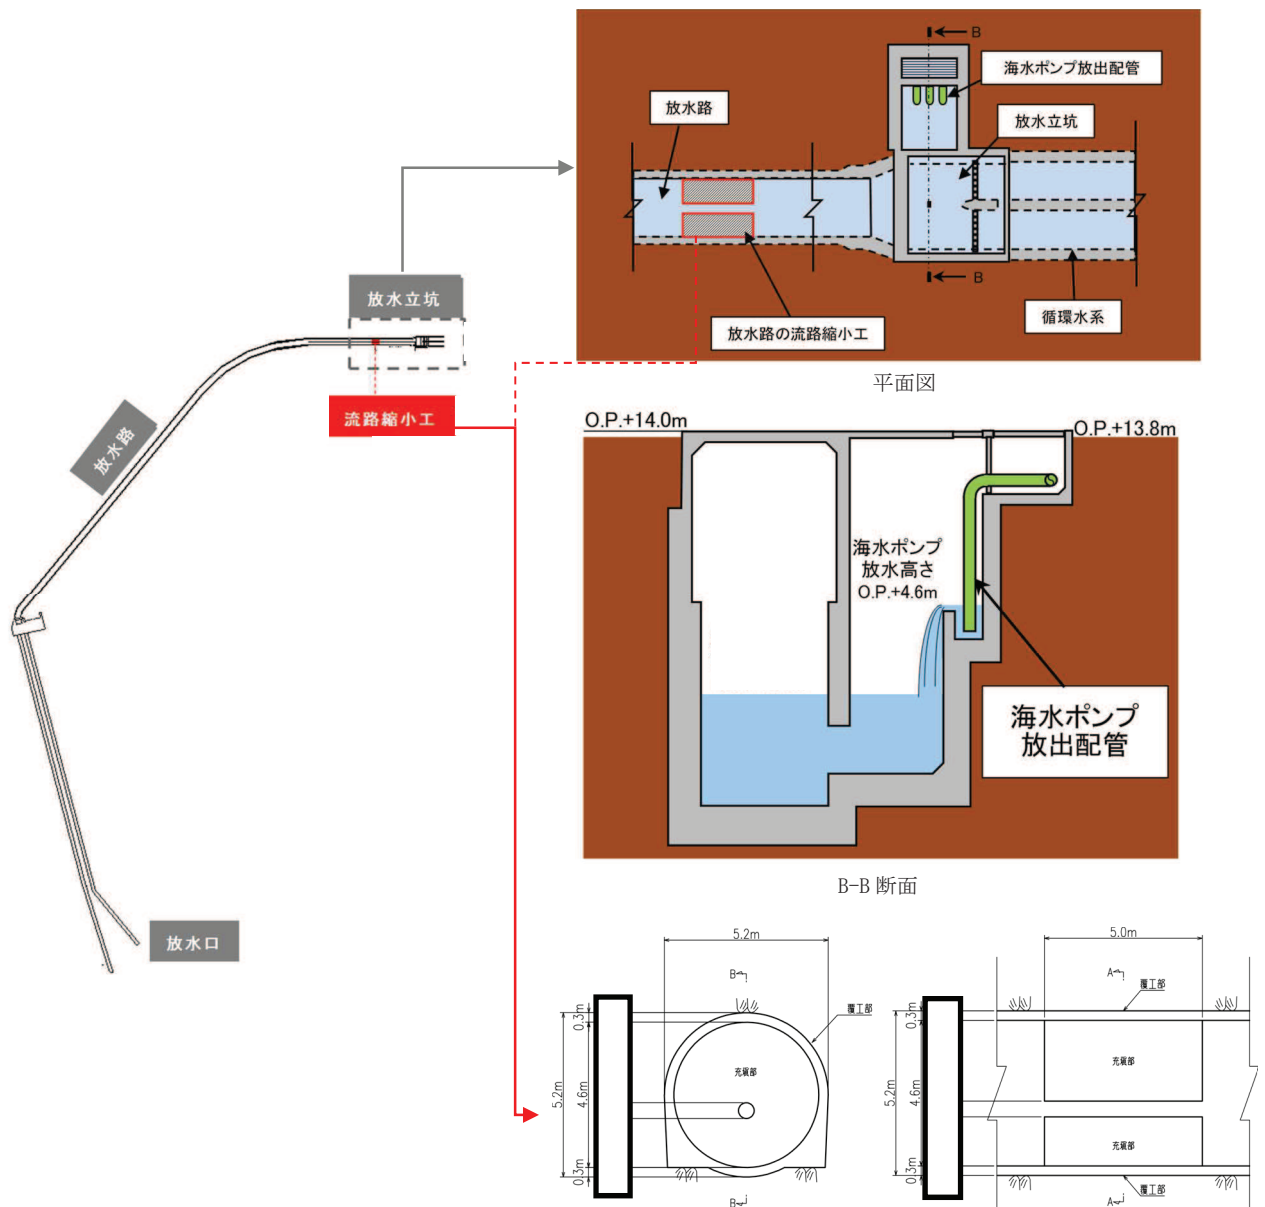 放水立坑
放水路
流路縮小工
放水口
B
海水ポンプ放出配管
放水路
放水立坑
B
放水路の流路縮小工
循環水系
平面図
O.P.+14.0m
O.P.+13.8m
海水ポンプ
放水高さ
O.P.+4.6m
海水ポンプ
放出配管
B-B 断面
5.2m
B
覆工部
0.3m
5.2m
4.6m
充填部
0.3m
B
5.0m
A
覆工部
0.3m
5.2m
4.6m
充填部
充填部
0.3m
覆工部
A